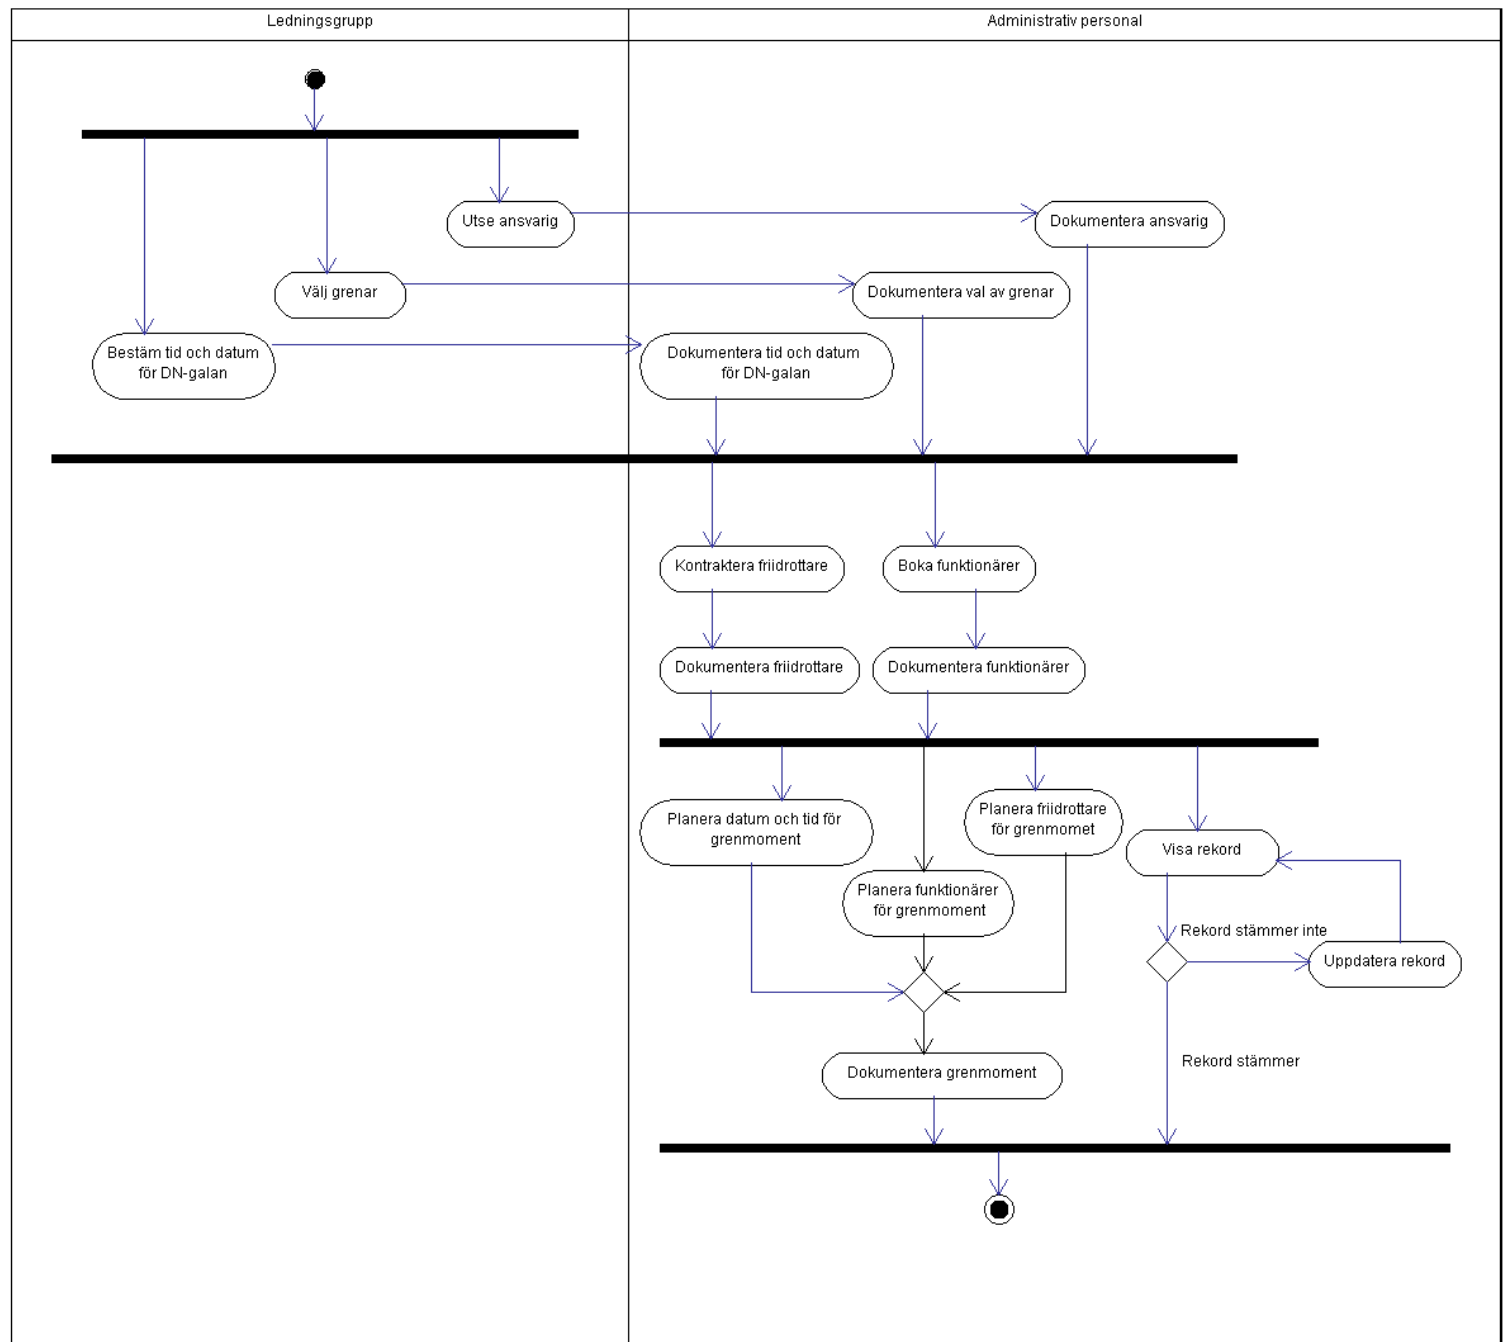 Ledningsgrupp
Administrativ personal
Utse ansvarig
Dokumentera ansvarig
Välj grenar
Dokumentera val av grenar
Bestäm tid och datum
för DN-galan
Dokumentera tid och datum
för DN-galan
Kontraktera friidrottare
Boka funktionärer
Dokumentera friidrottare
Dokumentera funktionärer
Planera datum och tid för
grenmoment
Planera friidrottare
för grenmomet
Visa rekord
Planera funktionärer
för grenmoment
Rekord stämmer inte
Uppdatera rekord
Rekord stämmer
Dokumentera grenmoment